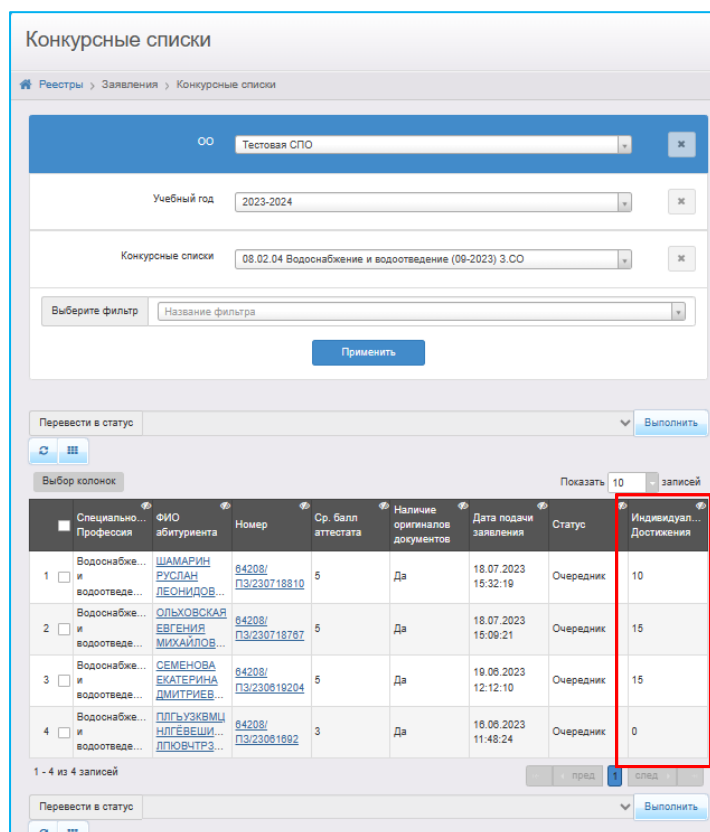 Конкурсные списки
Реестры > Заявления > Конкурсные списки
ОО Тестовая СПО
Учебный год 2023-2024
Конкурсные списки 08.02.04 Водоснабжение и водоотведение (09-2023) З.СО
Выберите фильтр Название фильтра
Применить
Перевести в статус Выполнить
Выбор колонок Показать 10 записей
Специально... Профессия ФИО абитуриента Номер Ср. балл аттестата Наличие оригиналов документов Дата подачи заявления Статус Индивидуал... Достижения
1 Водоснабже... и водоотведе... ШАМАРИН РУСЛАН ЛЕОНИДОВ... 64208/ПЗ/230718810 5 Да 18.07.2023 15:32:19 Очередник 10
2 Водоснабже... и водоотведе... ОЛЬХОВСКАЯ ЕВГЕНИЯ МИХАЙЛОВ... 64208/ПЗ/230718767 5 Да 18.07.2023 15:09:21 Очередник 15
3 Водоснабже... и водоотведе... СЕМЕНОВА ЕКАТЕРИНА ДМИТРИЕВ... 64208/ПЗ/230619204 5 Да 19.06.2023 12:12:10 Очередник 15
4 Водоснабже... и водоотведе... ПЛГЬУЗКВМЦ НЛГЁВЕШИ... ЛПЮВЧТРЗ... 64208/ПЗ/23061692 3 Да 16.06.2023 11:48:24 Очередник 0
1 - 4 из 4 записей « ‹ пред 1 след › »
Перевести в статус Выполнить